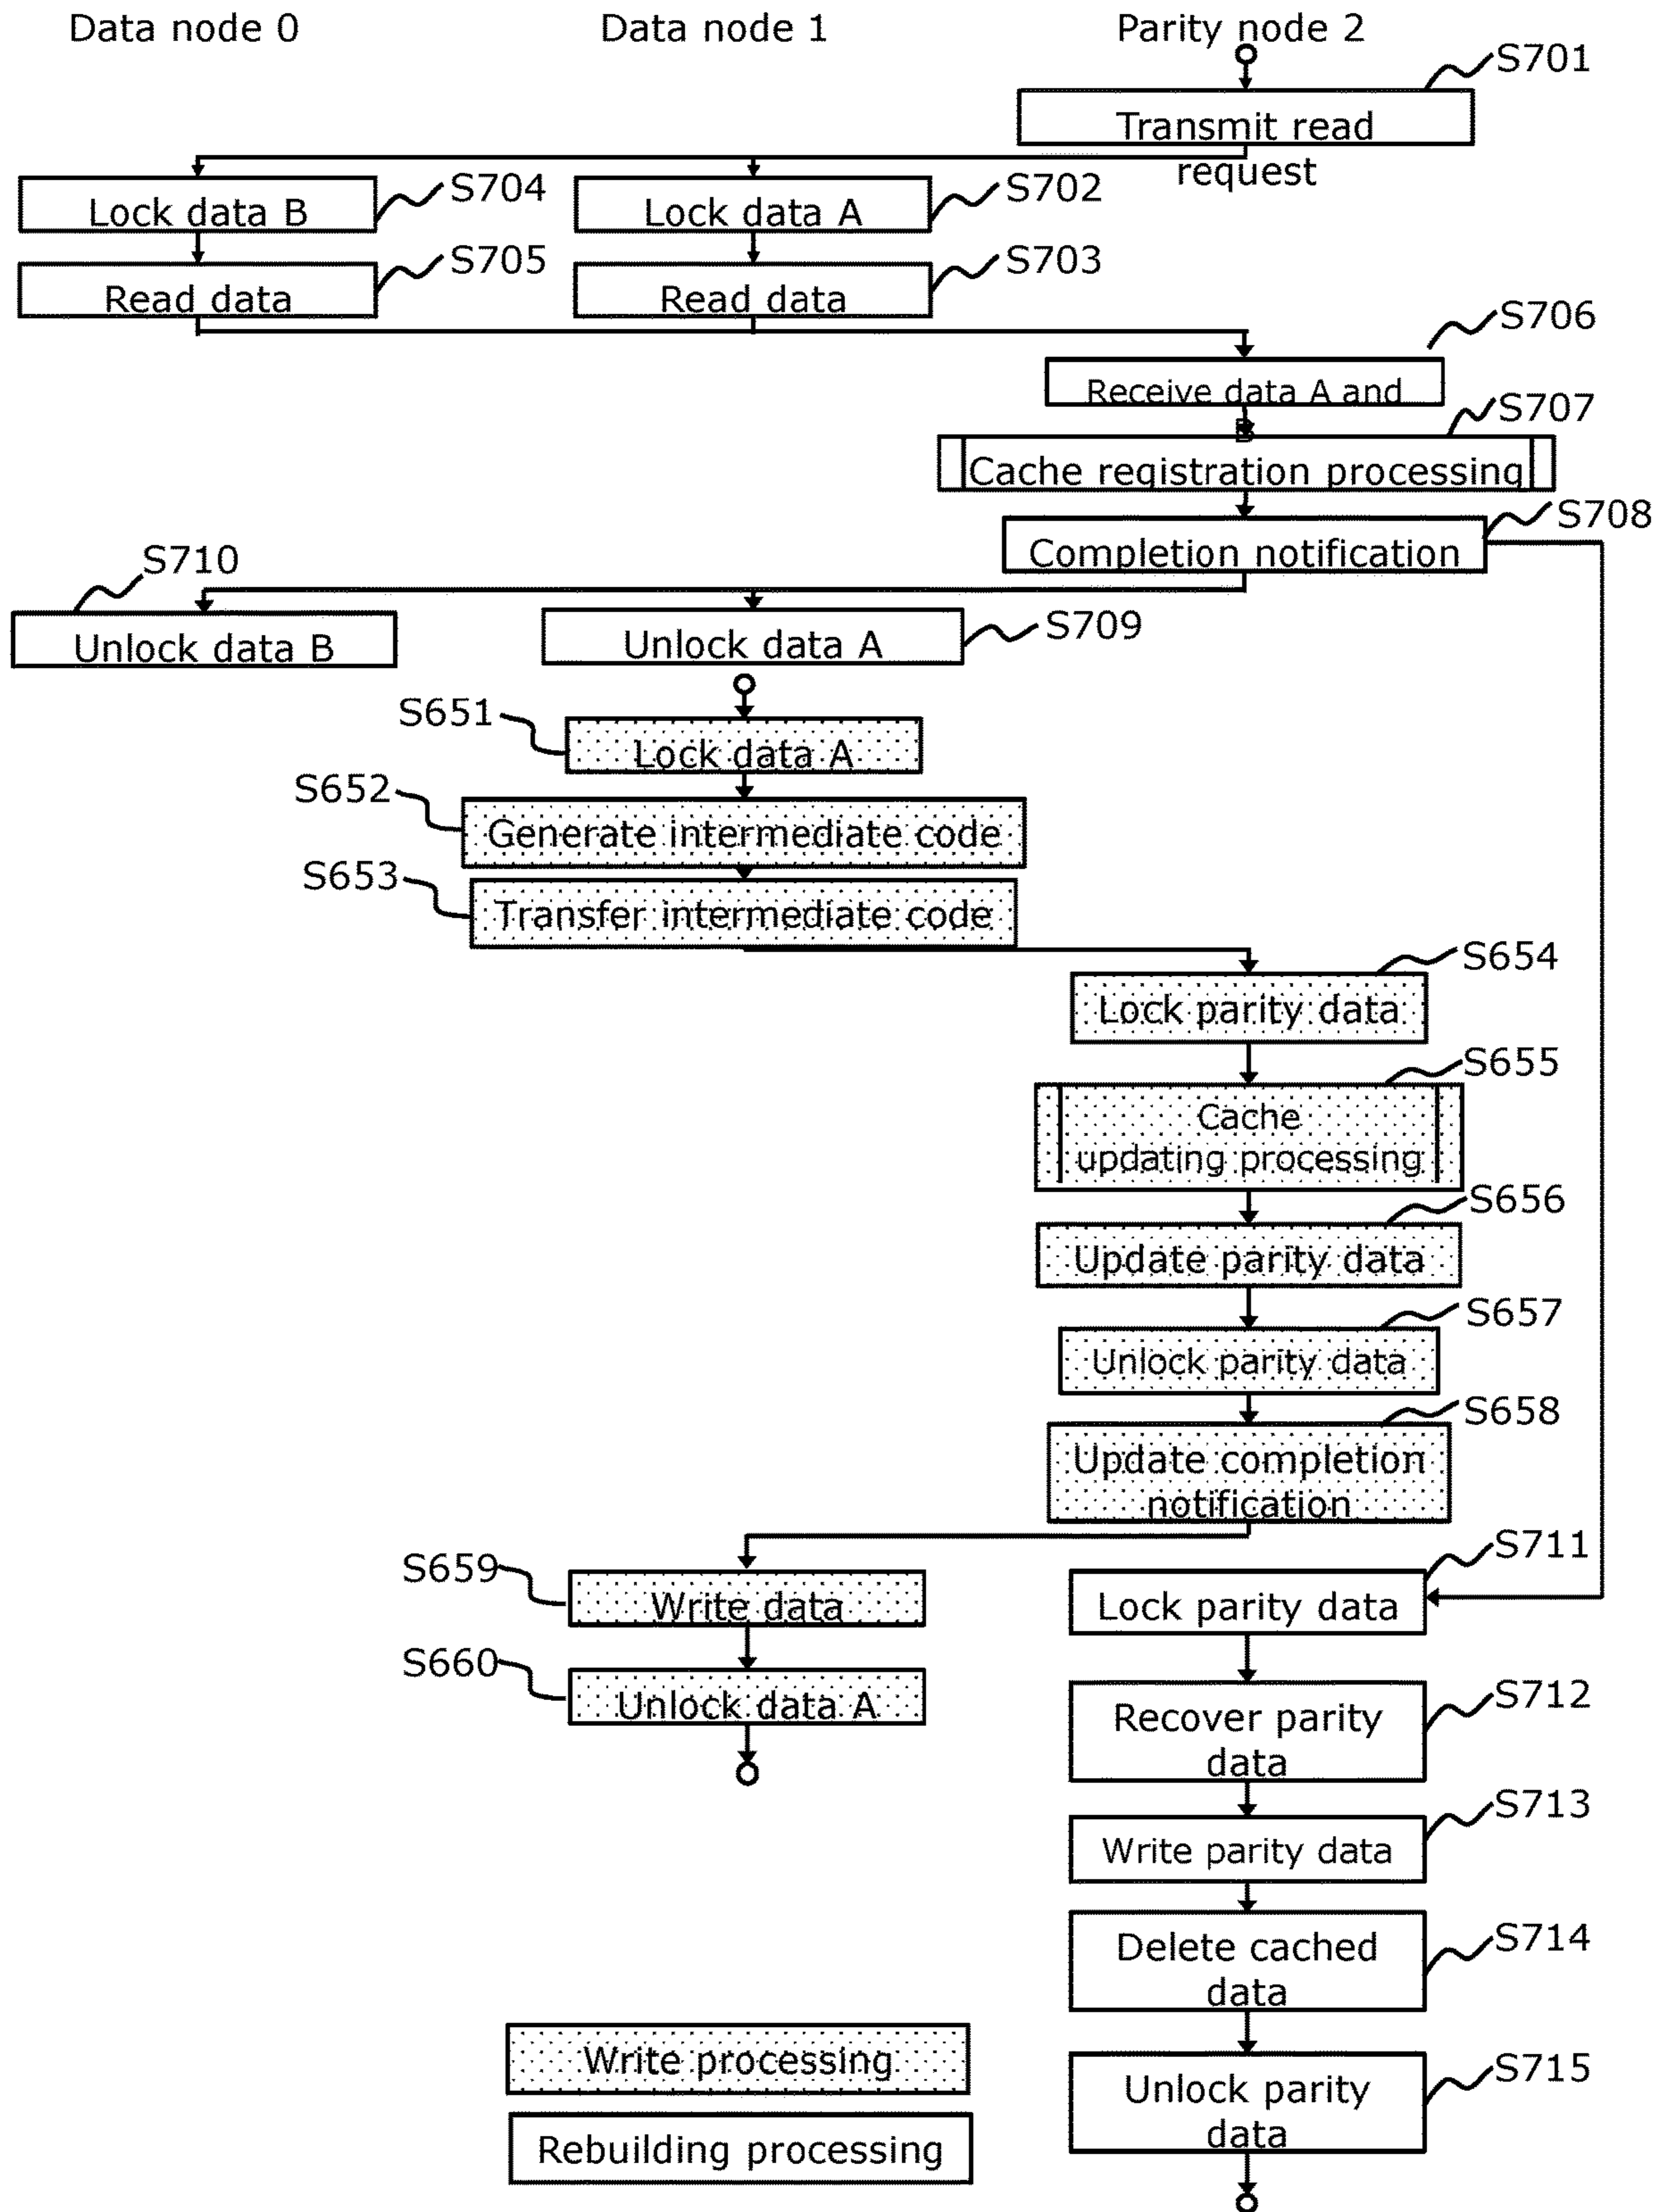 Data node 0
Data node 1
Parity node 2
S701
Transmit read
request
S704
S702
Lock data B
Lock data A
S705
S703
Read data
Read data
S706
Receive data A and
B
S707
Cache registration processing
S708
Completion notification
S710
Unlock data B
Unlock data A
S709
S651
Lock data A
S652
Generate intermediate code
S653
Transfer intermediate code
S654
Lock parity data
S655
Cache
updating processing
S656
Update parity data
S657
Unlock parity data
S658
Update completion
notification
S659
Write data
S711
Lock parity data
S660
Unlock data A
S712
Recover parity
data
S713
Write parity data
S714
Delete cached
data
Write processing
S715
Unlock parity
data
Rebuilding processing